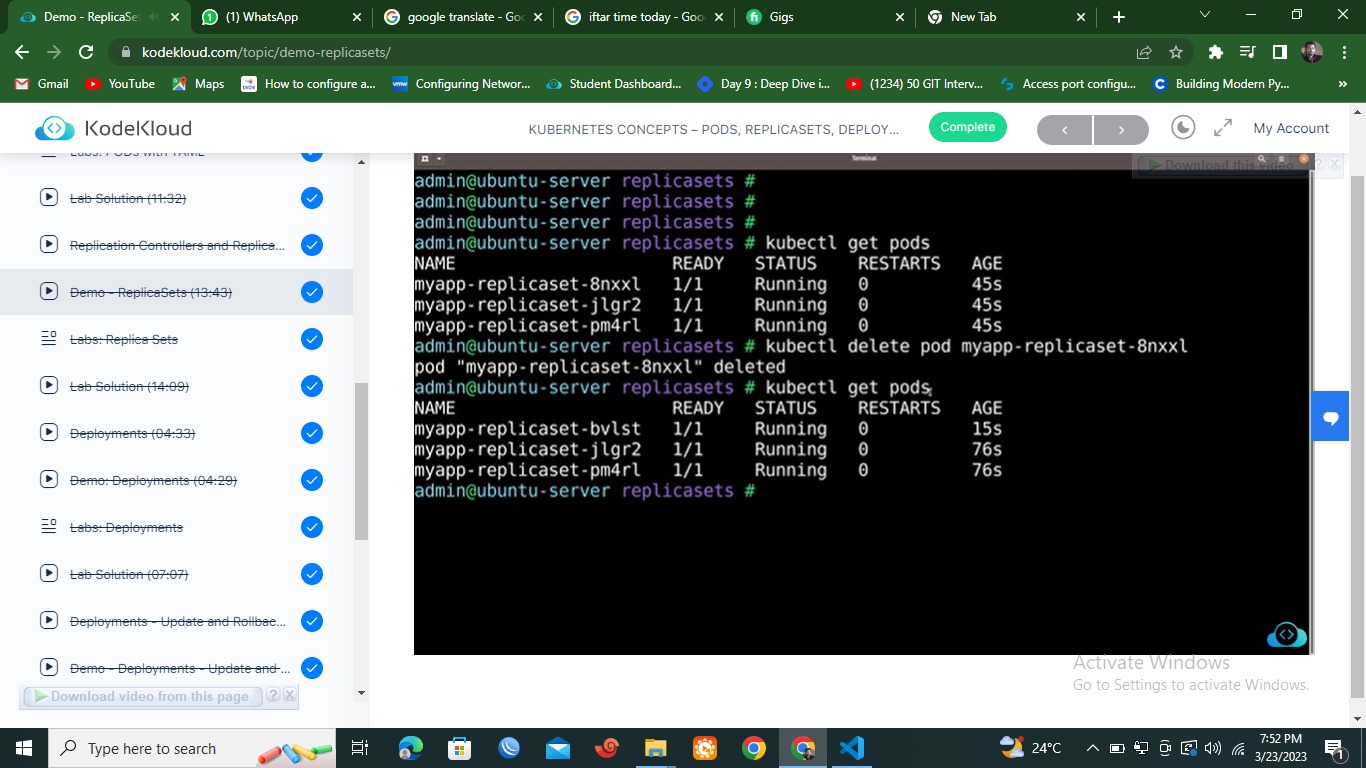 Demo - ReplicaSe
(1) WhatsApp
google translate - Goo
iftar time today - Goo
Gigs
New Tab
kodekloud.com/topic/demo-replicasets/
Gmail
YouTube
Maps
How to configure a...
Configuring Networ...
Student Dashboard...
Day 9 : Deep Dive i...
(1234) 50 GIT Interv...
Access port configu...
Building Modern Py...
KodeKloud
KUBERNETES CONCEPTS – PODS, REPLICASETS, DEPLOY...
Complete
My Account
Labs: PODs with YAML
Lab Solution (11:32)
Replication Controllers and Replica...
Demo - ReplicaSets (13:43)
Labs: Replica Sets
Lab Solution (14:09)
Deployments (04:33)
Demo: Deployments (04:29)
Labs: Deployments
Lab Solution (07:07)
Deployments - Update and Rollbac...
Demo - Deployments - Update and ...
Download video from this page ? X
Terminal
Download this video ? X
admin@ubuntu-server replicasets #
admin@ubuntu-server replicasets #
admin@ubuntu-server replicasets #
admin@ubuntu-server replicasets # kubectl get pods
NAME READY STATUS RESTARTS AGE
myapp-replicaset-8nxxl 1/1 Running 0 45s
myapp-replicaset-jlgr2 1/1 Running 0 45s
myapp-replicaset-pm4rl 1/1 Running 0 45s
admin@ubuntu-server replicasets # kubectl delete pod myapp-replicaset-8nxxl
pod "myapp-replicaset-8nxxl" deleted
admin@ubuntu-server replicasets # kubectl get pods
NAME READY STATUS RESTARTS AGE
myapp-replicaset-bvlst 1/1 Running 0 15s
myapp-replicaset-jlgr2 1/1 Running 0 76s
myapp-replicaset-pm4rl 1/1 Running 0 76s
admin@ubuntu-server replicasets #
Activate Windows
Go to Settings to activate Windows.
Type here to search
24°C
7:52 PM
3/23/2023
1